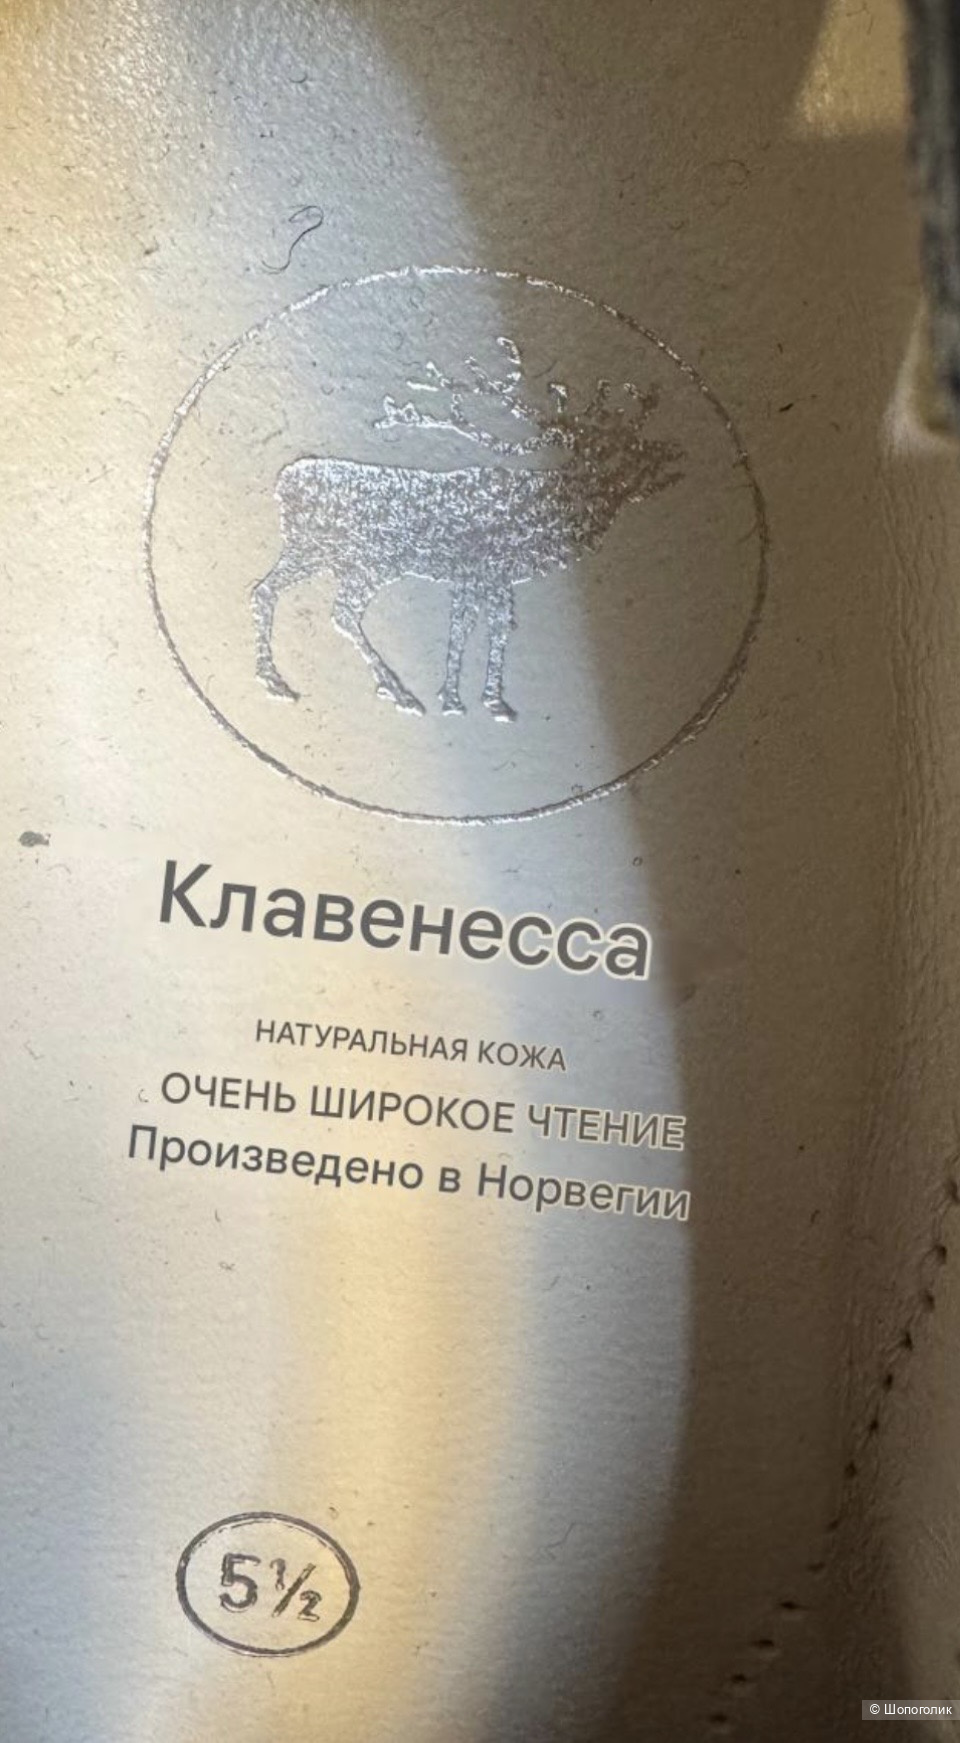 Клавенесса
НАТУРАЛЬНАЯ КОЖА
ОЧЕНЬ ШИРОКОЕ ЧТЕНИЕ
Произведено в Норвегии
5½
© Шопоголик